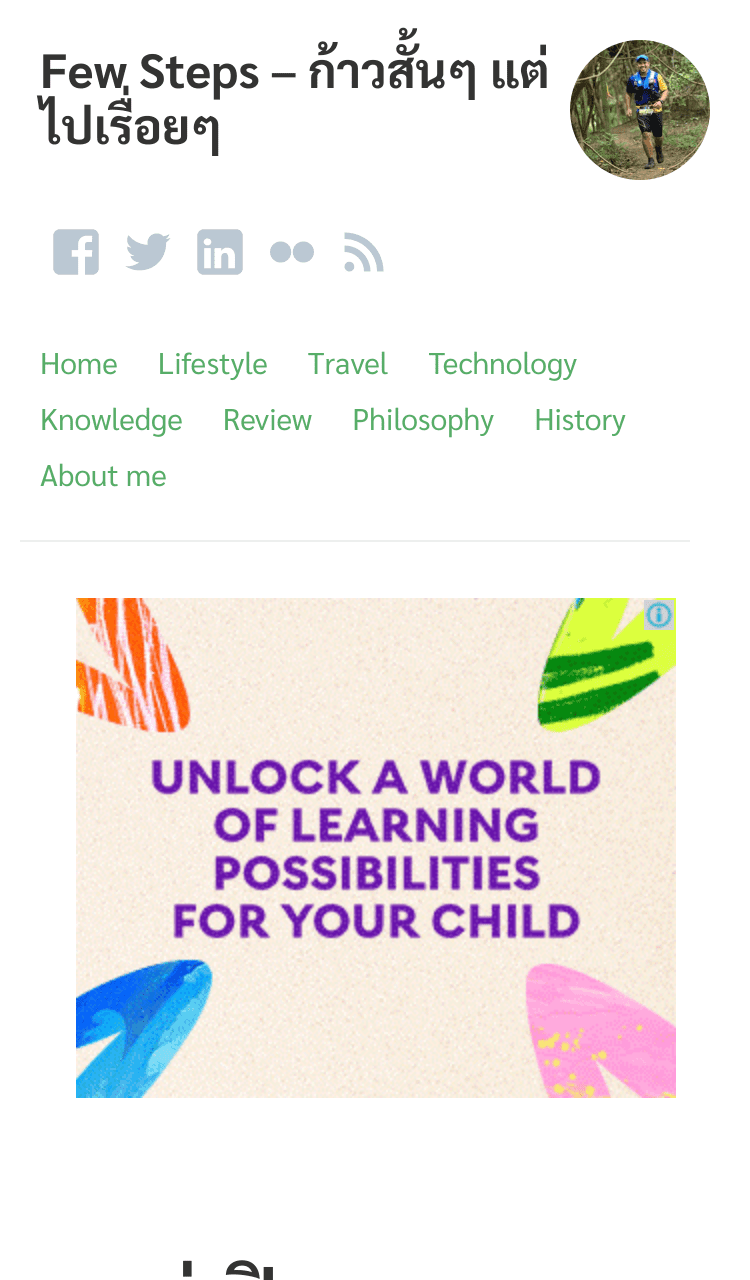 Few Steps – ก้าวสั้นๆ แต่
ไปเรื่อยๆ
Home Lifestyle Travel Technology
Knowledge Review Philosophy History
About me
UNLOCK A WORLD
OF LEARNING
POSSIBILITIES
FOR YOUR CHILD